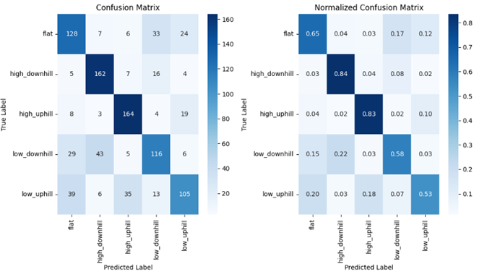 Confusion Matrix
flat 128 7 6 33 24
high_downhill 5 162 7 16 4
high_uphill 8 3 164 4 19
low_downhill 29 43 5 116 6
low_uphill 39 6 35 13 105
flat high_downhill high_uphill low_downhill low_uphill
True Label
Predicted Label
160
140
120
100
80
60
40
20
Normalized Confusion Matrix
flat 0.65 0.04 0.03 0.17 0.12
high_downhill 0.03 0.84 0.04 0.08 0.02
high_uphill 0.04 0.02 0.83 0.02 0.10
low_downhill 0.15 0.22 0.03 0.58 0.03
low_uphill 0.20 0.03 0.18 0.07 0.53
flat high_downhill high_uphill low_downhill low_uphill
True Label
Predicted Label
0.8
0.7
0.6
0.5
0.4
0.3
0.2
0.1